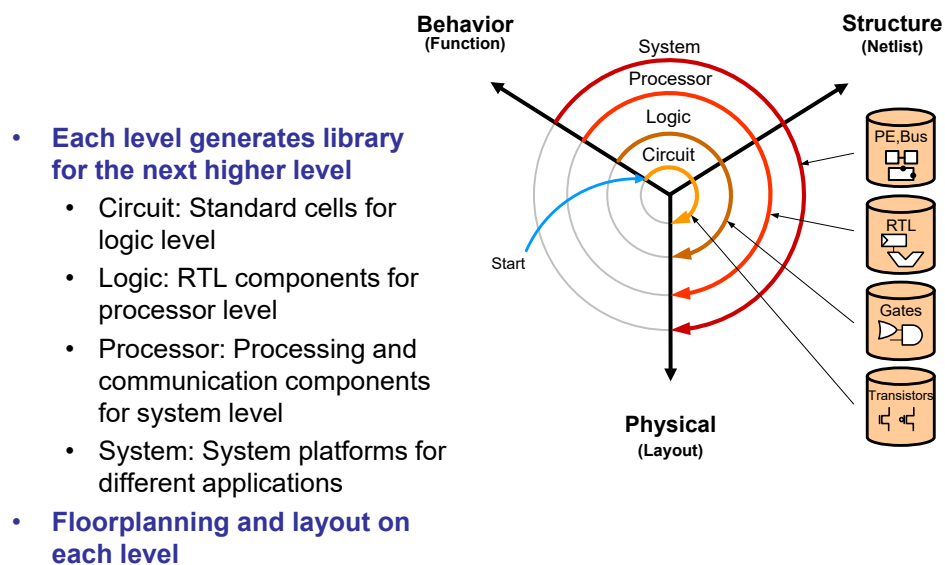 • Each level generates library
for the next higher level
• Circuit: Standard cells for
logic level
• Logic: RTL components for
processor level
• Processor: Processing and
communication components
for system level
• System: System platforms for
different applications
• Floorplanning and layout on
each level
Behavior
(Function)
Structure
(Netlist)
System
Processor
Logic
Circuit
Start
Physical
(Layout)
PE,Bus
RTL
Gates
Transistors